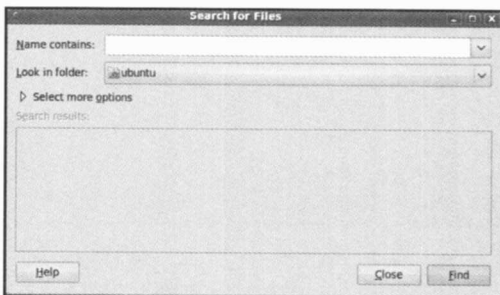 Search for Files
Name contains:
Look in folder: ubuntu
Select more options
Search results:
Help Close Find